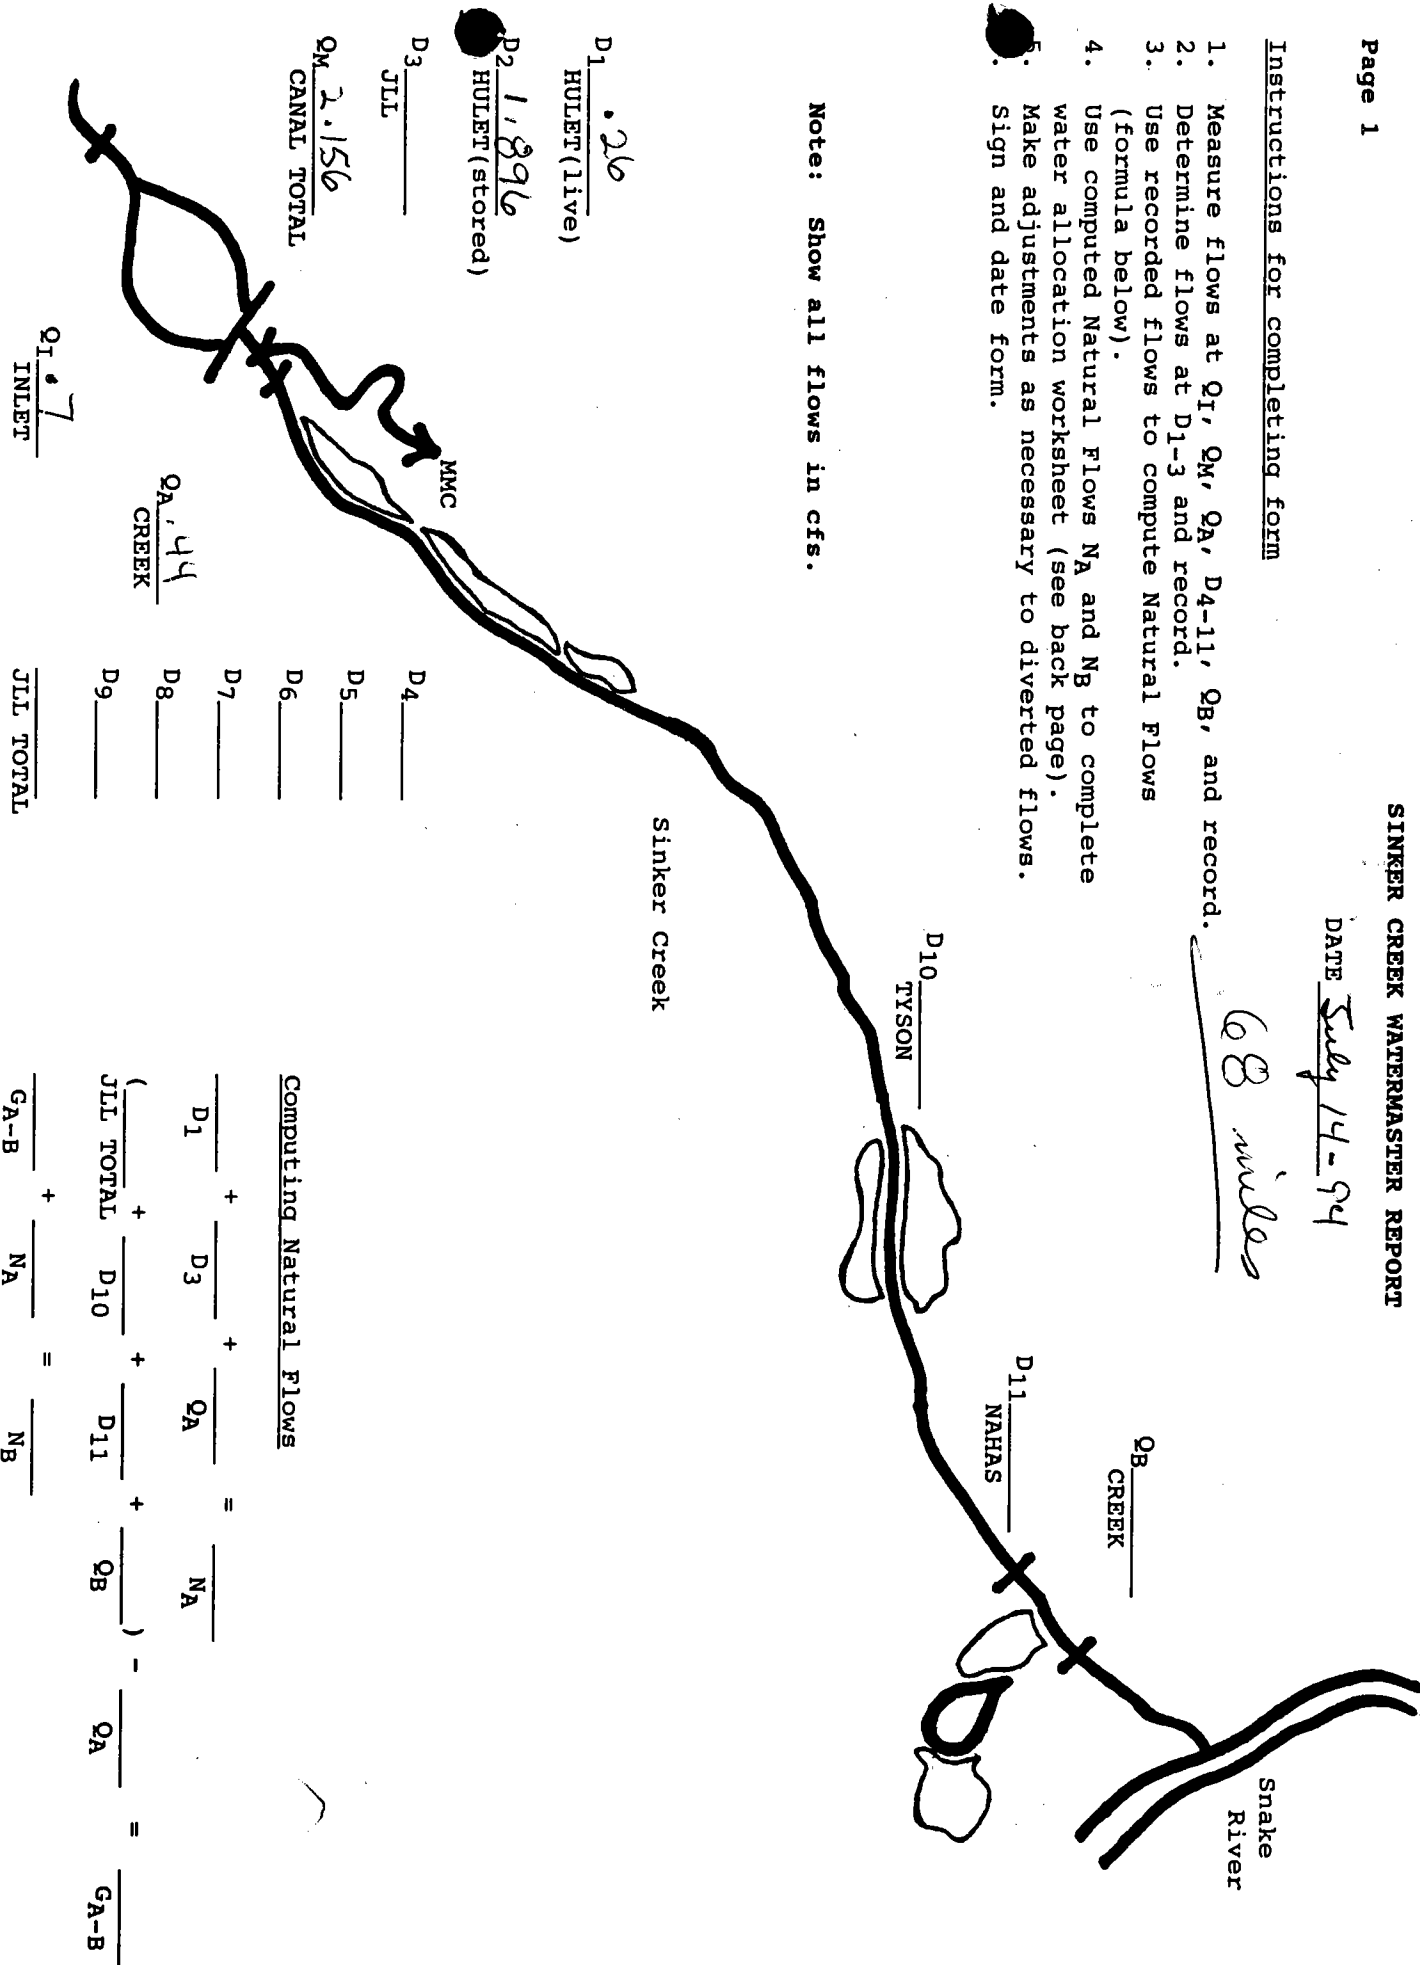 Page 1
SINKER CREEK WATERMASTER REPORT
DATE July 14-94
Instructions for completing form
68 miles
1. Measure flows at QI, QM, QA, D4-11, QB, and record.
2. Determine flows at D1-3 and record.
3. Use recorded flows to compute Natural Flows
(formula below).
4. Use computed Natural Flows NA and NB to complete
water allocation worksheet (see back page).
5. Make adjustments as necessary to diverted flows.
. Sign and date form.
Note: Show all flows in cfs.
D1 .26
HULET(live)
D2 1.896
HULET(stored)
D3
JLL
QM 2.156
CANAL TOTAL
QI .7
INLET
MMC
QA .44
CREEK
D4
D5
D6
D7
D8
D9
JLL TOTAL
Sinker Creek
D10
TYSON
D11
NAHAS
QB
CREEK
Snake
River
Computing Natural Flows
+ + =
D1 D3 QA NA
( + + + ) - =
JLL TOTAL D10 D11 QB QA GA-B
+ =
GA-B NA NB